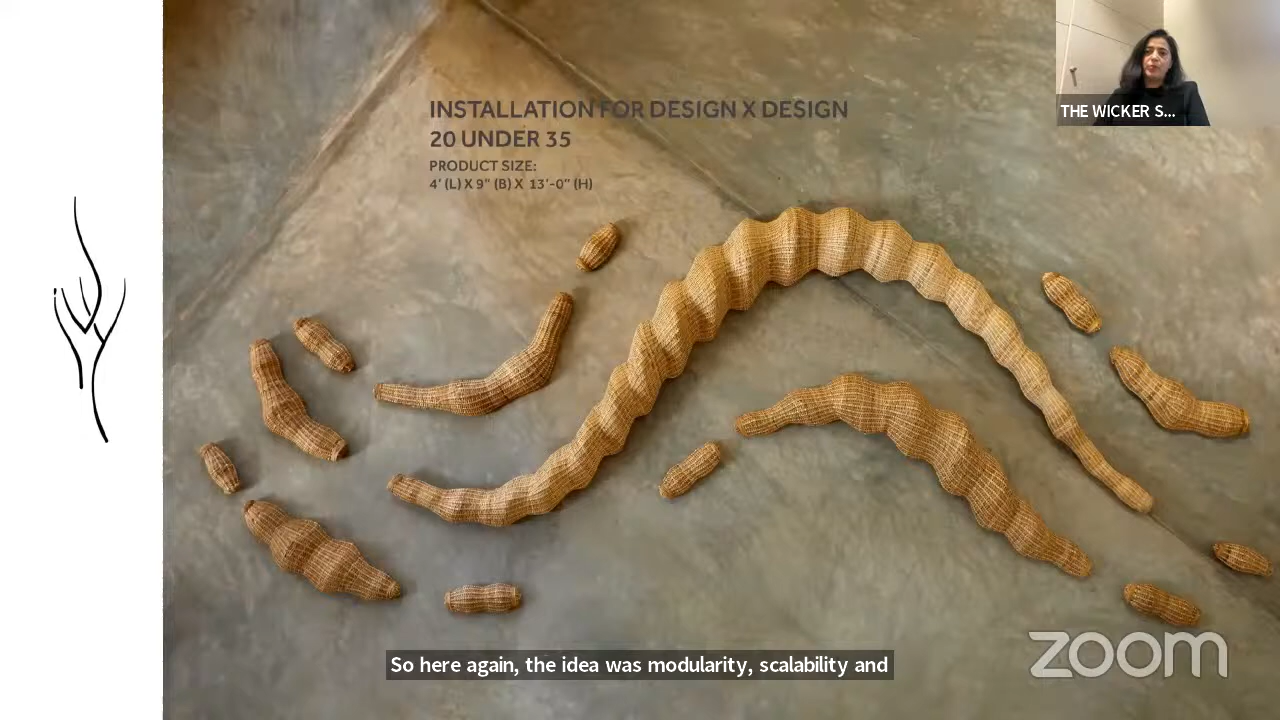 INSTALLATION FOR DESIGN X DESIGN
20 UNDER 35
PRODUCT SIZE:
4' (L) X 9" (B) X 13'-0" (H)
THE WICKER S...
So here again, the idea was modularity, scalability and
zoom